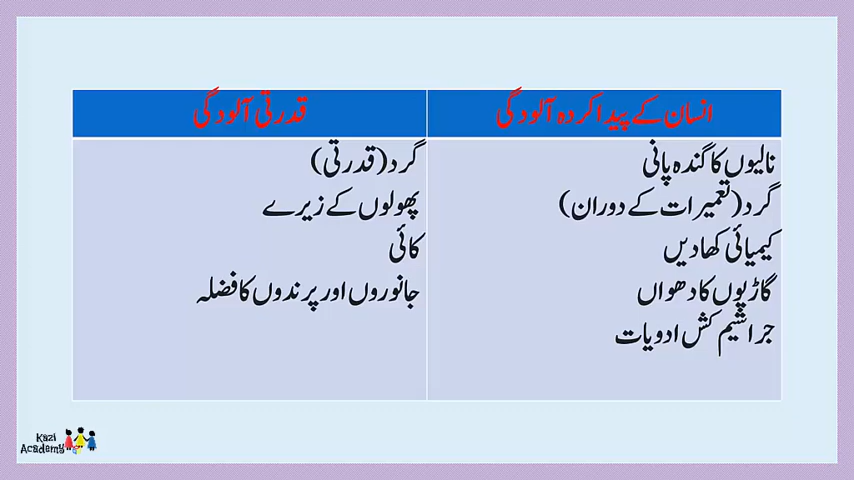 انسان کے پیدا کردہ آلودگی
قدرتی آلودگی
نالیوں کا گندہ پانی
گرد(تعمیرات کے دوران)
کیمیائی کھادیں
گاڑیوں کا دھواں
جراثیم کش ادویات
گرد(قدرتی)
پھولوں کے زیرے
کائی
جانوروں اور پرندوں کا فضلہ
Kazi
Academy